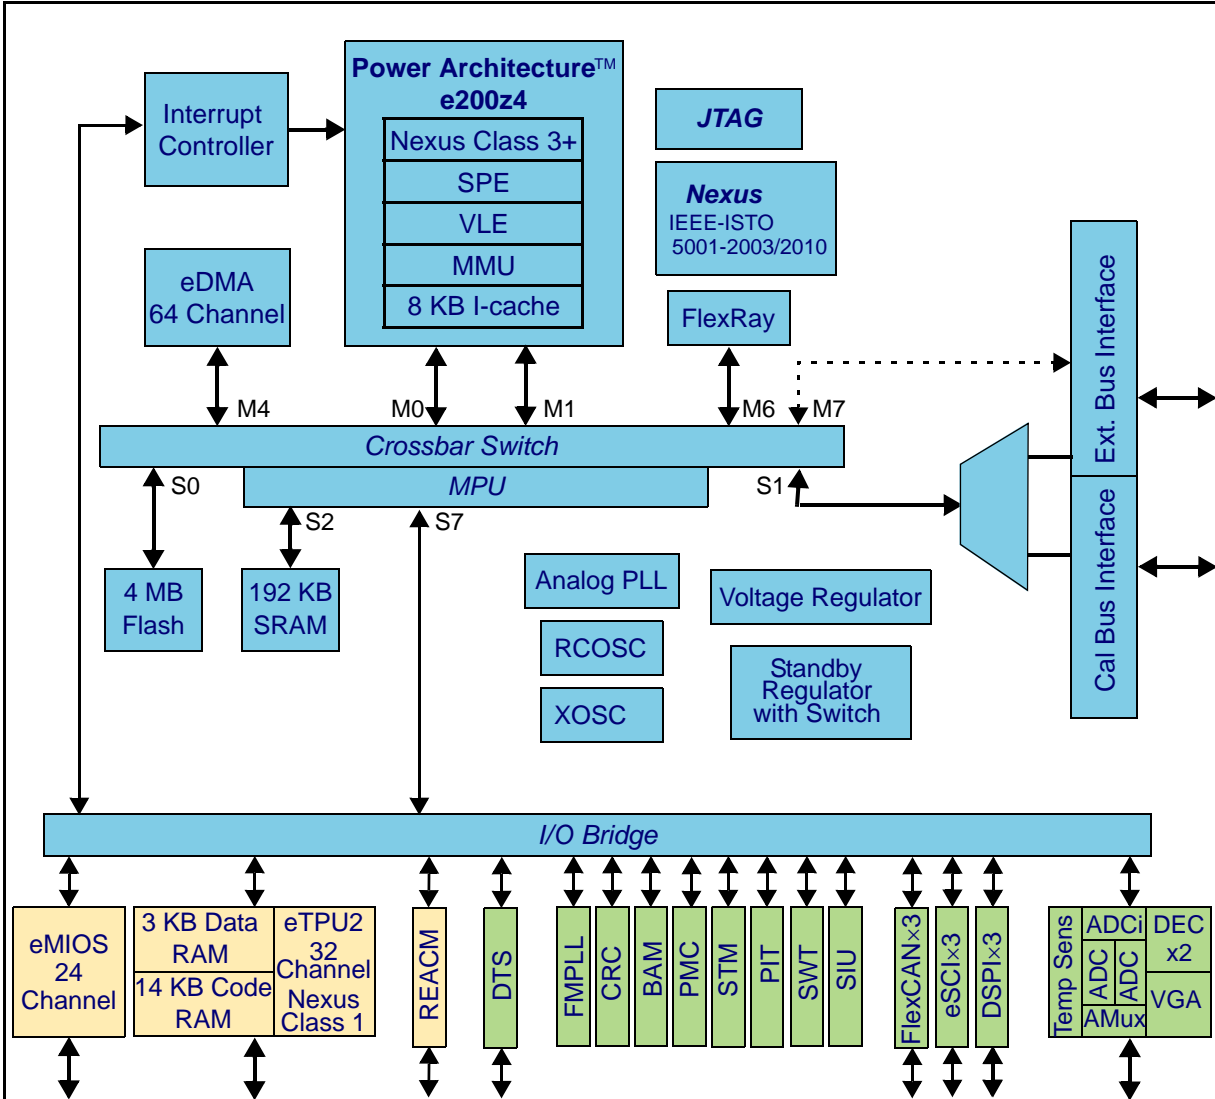 Power Architecture™
e200z4
Nexus Class 3+
SPE
VLE
MMU
8 KB I-cache
Interrupt
Controller
JTAG
Nexus
IEEE-ISTO
5001-2003/2010
eDMA
64 Channel
FlexRay
M4
M0
M1
M6
M7
Crossbar Switch
MPU
S0
S2
S7
S1
Ext. Bus Interface
Cal Bus Interface
4 MB
Flash
192 KB
SRAM
Analog PLL
RCOSC
XOSC
Voltage Regulator
Standby
Regulator
with Switch
I/O Bridge
eMIOS
24
Channel
3 KB Data
RAM
14 KB Code
RAM
eTPU2
32
Channel
Nexus
Class 1
REACM
DTS
FMPLL
CRC
BAM
PMC
STM
PIT
SWT
SIU
FlexCAN×3
eSCI×3
DSPI×3
Temp Sens
ADCi
ADC
ADC
AMux
DEC
x2
VGA